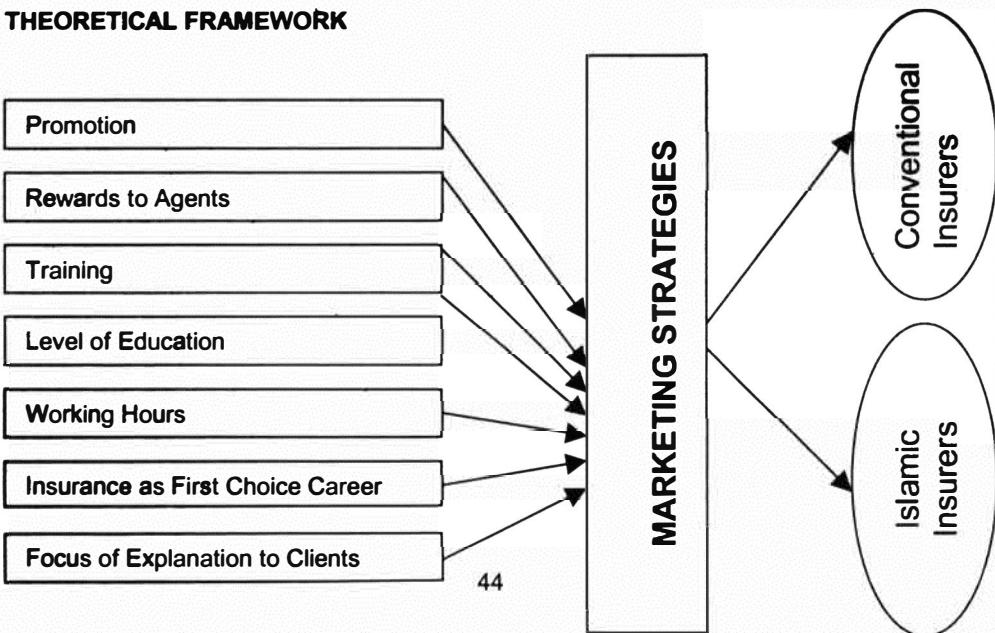 THEORETICAL FRAMEWORK
Promotion
Rewards to Agents
Training
Level of Education
Working Hours
Insurance as First Choice Career
Focus of Explanation to Clients
MARKETING STRATEGIES
Conventional
Insurers
Islamic
Insurers
44